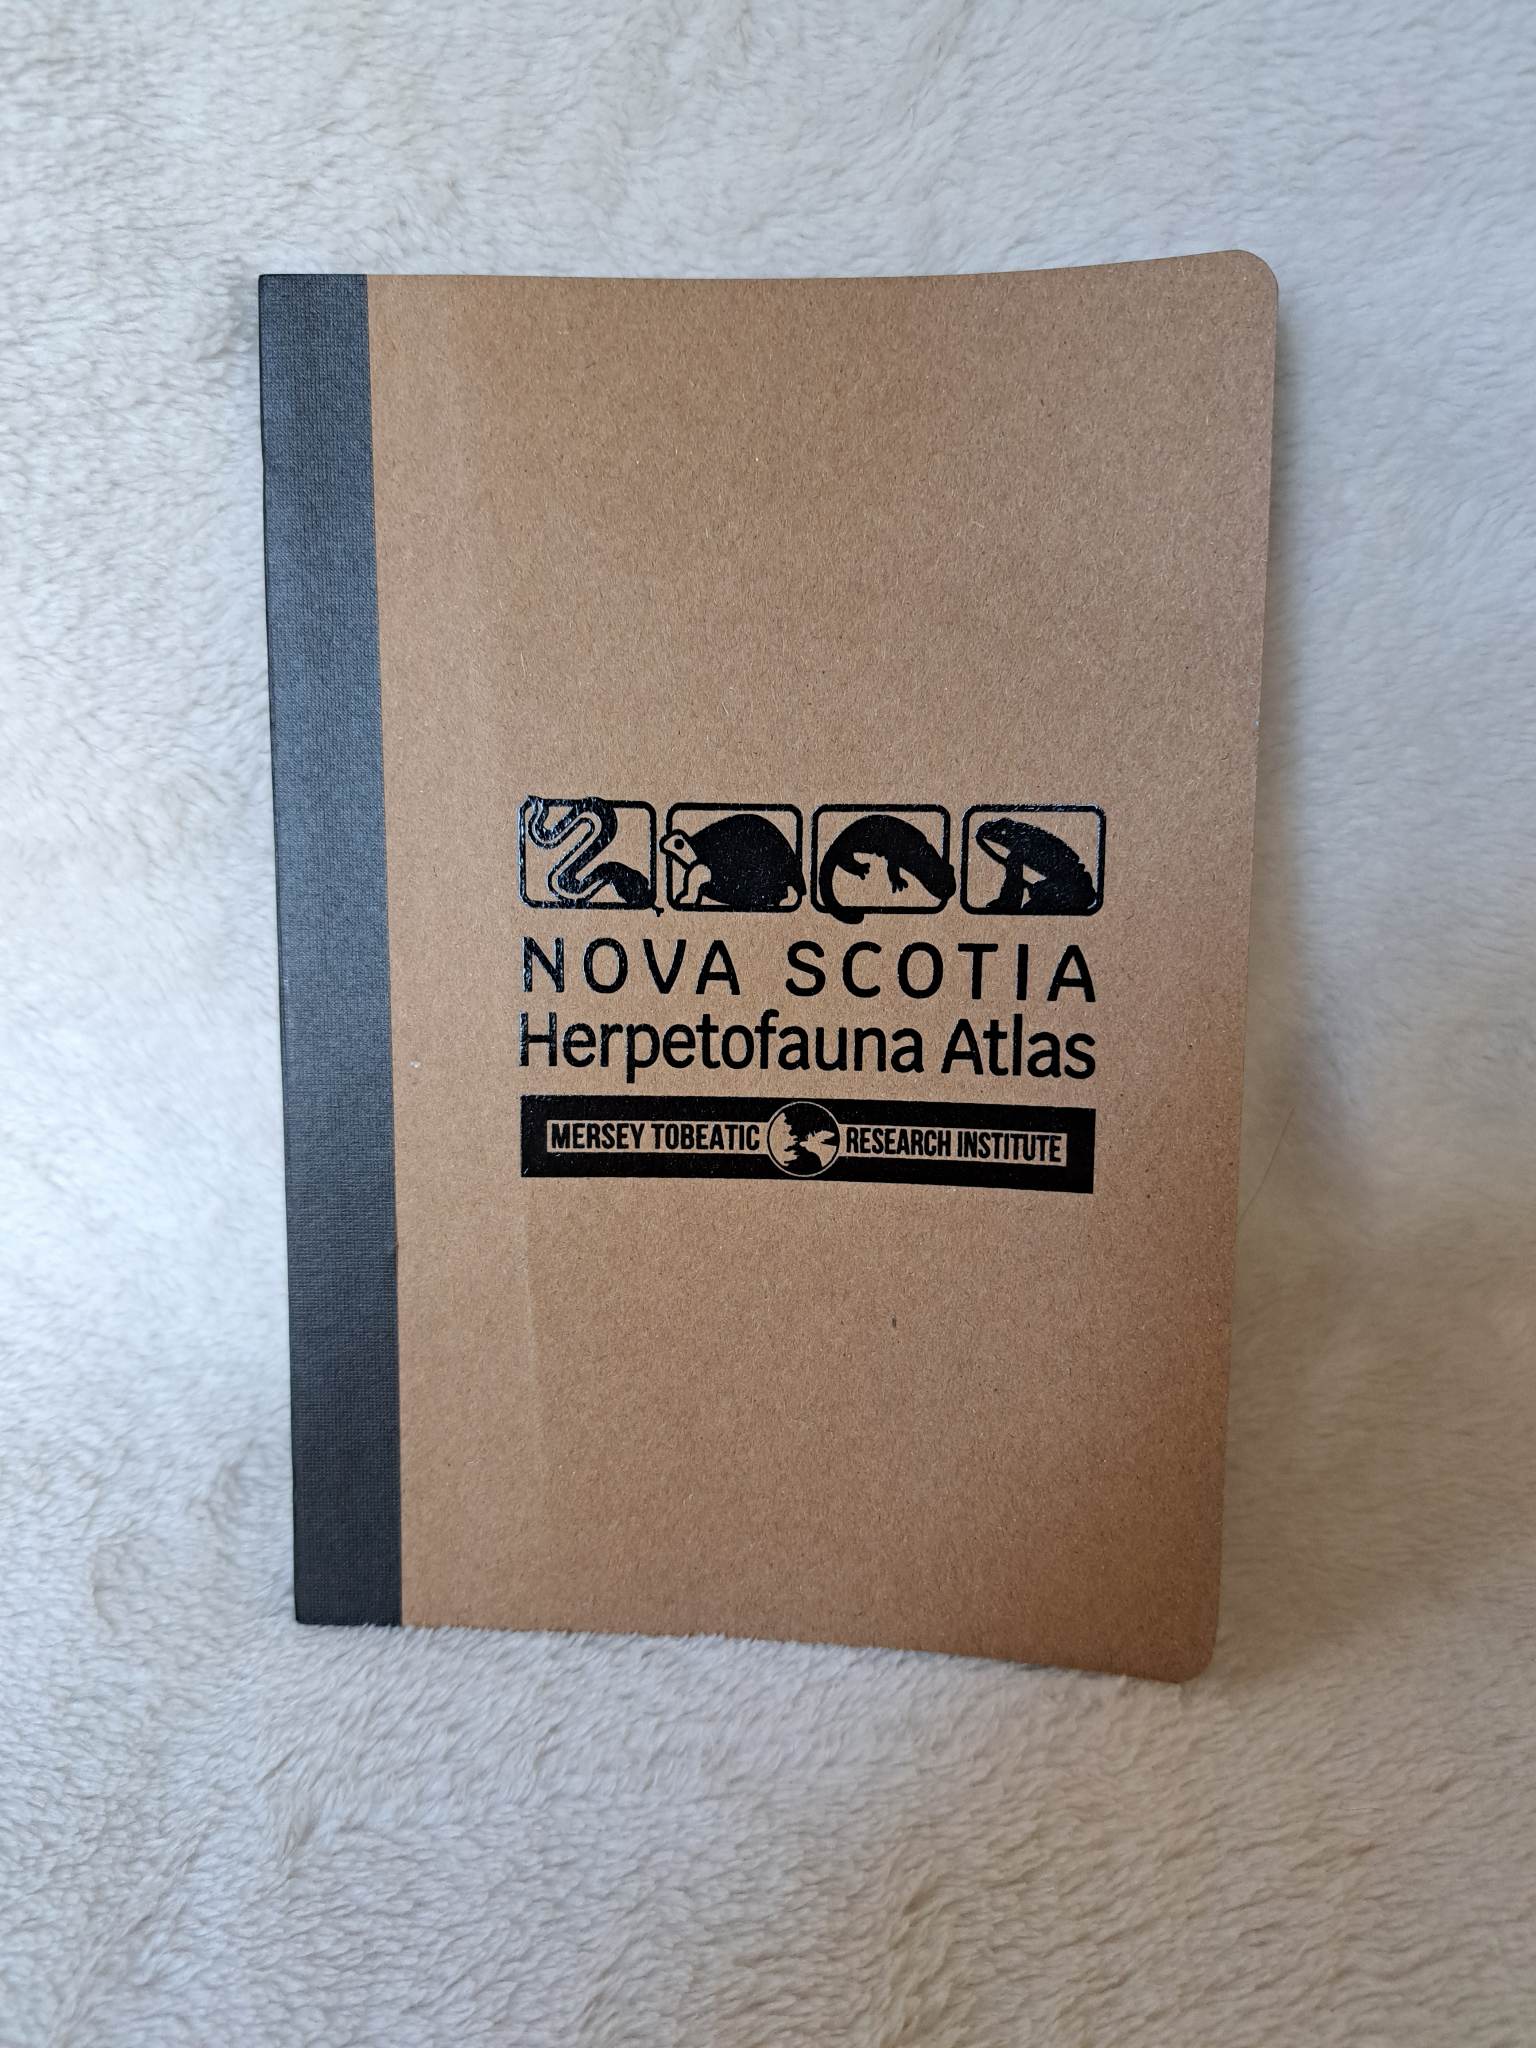 NOVA SCOTIA
Herpetofauna Atlas
MERSEY TOBEATIC RESEARCH INSTITUTE